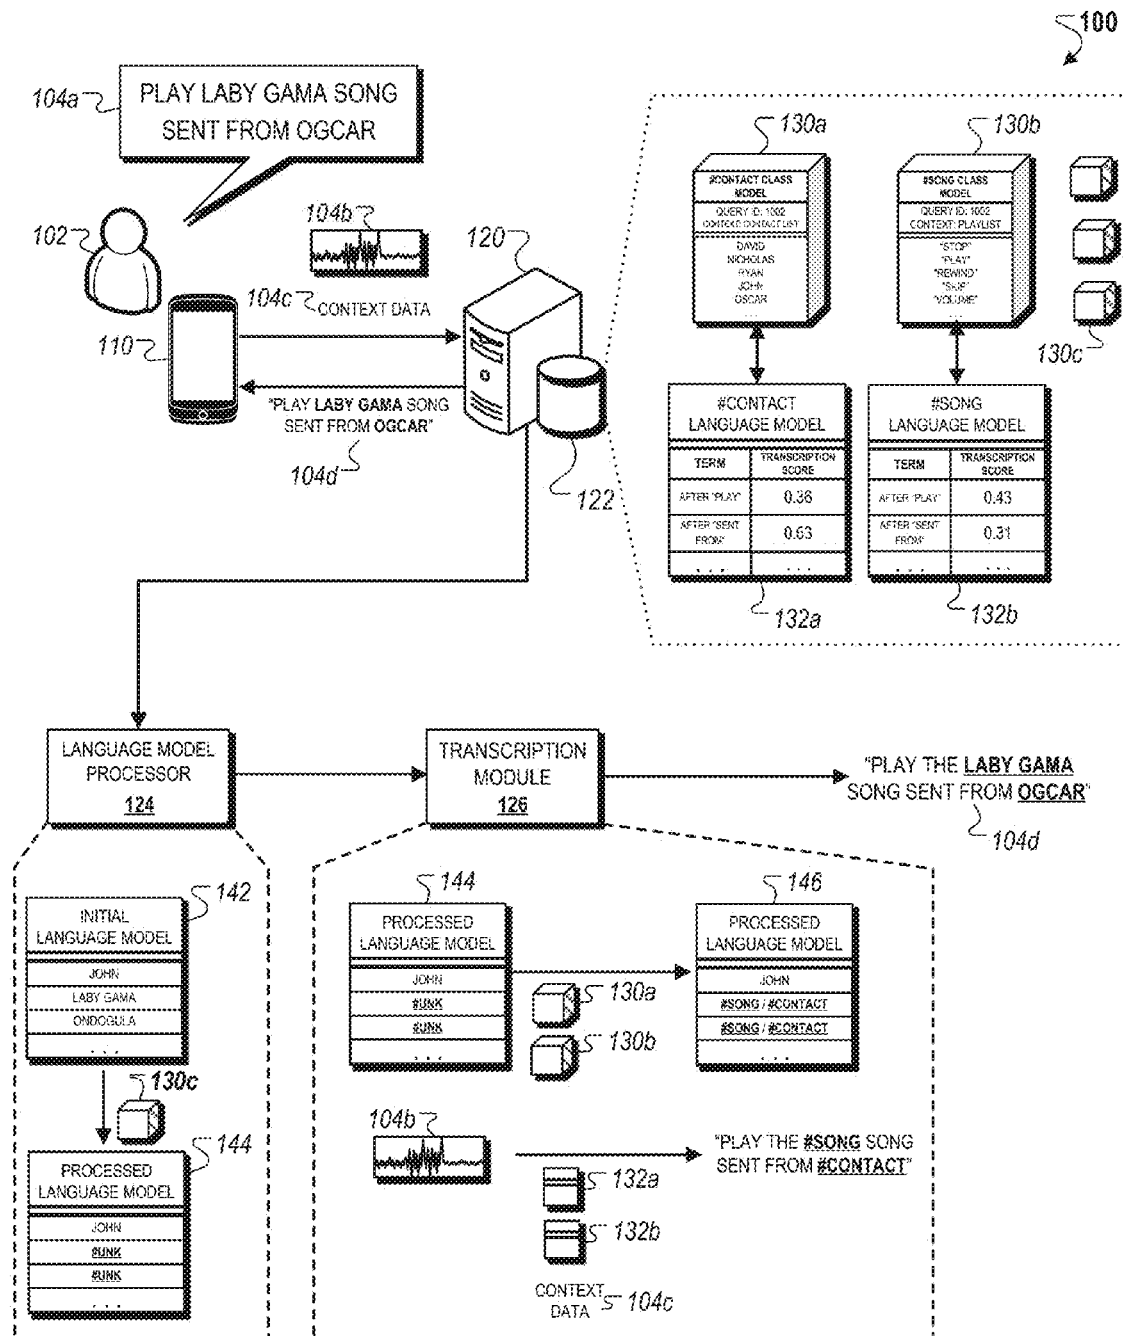 100
104a
PLAY LABY GAMA SONG
SENT FROM OGCAR
102
104b
104c
CONTEXT DATA
110
120
"PLAY LABY GAMA SONG
SENT FROM OGCAR"
104d
122
130a
#CONTACT CLASS
MODEL
QUERY ID: 1002
CONTEXT: CONTACT LIST
DAVID
NICHOLAS
RYAN
JOHN
OSCAR
. . .
130b
#SONG CLASS
MODEL
QUERY ID: 1002
CONTEXT: PLAYLIST
"STOP"
"PLAY"
"REWIND"
"SKIP"
"VOLUME"
. . .
130c
#CONTACT
LANGUAGE MODEL
TERM
TRANSCRIPTION
SCORE
AFTER "PLAY"
0.36
AFTER "SENT
FROM"
0.63
. . .
. . .
132a
#SONG
LANGUAGE MODEL
TERM
TRANSCRIPTION
SCORE
AFTER "PLAY"
0.43
AFTER "SENT
FROM"
0.31
. . .
. . .
132b
LANGUAGE MODEL
PROCESSOR
124
TRANSCRIPTION
MODULE
126
"PLAY THE LABY GAMA
SONG SENT FROM OGCAR"
104d
142
INITIAL
LANGUAGE MODEL
JOHN
LABY GAMA
ONDOGULA
. . .
130c
144
PROCESSED
LANGUAGE MODEL
JOHN
#UNK
#UNK
. . .
144
PROCESSED
LANGUAGE MODEL
JOHN
#UNK
#UNK
. . .
130a
130b
146
PROCESSED
LANGUAGE MODEL
JOHN
#SONG / #CONTACT
#SONG / #CONTACT
. . .
104b
132a
132b
CONTEXT
DATA
104c
"PLAY THE #SONG SONG
SENT FROM #CONTACT"